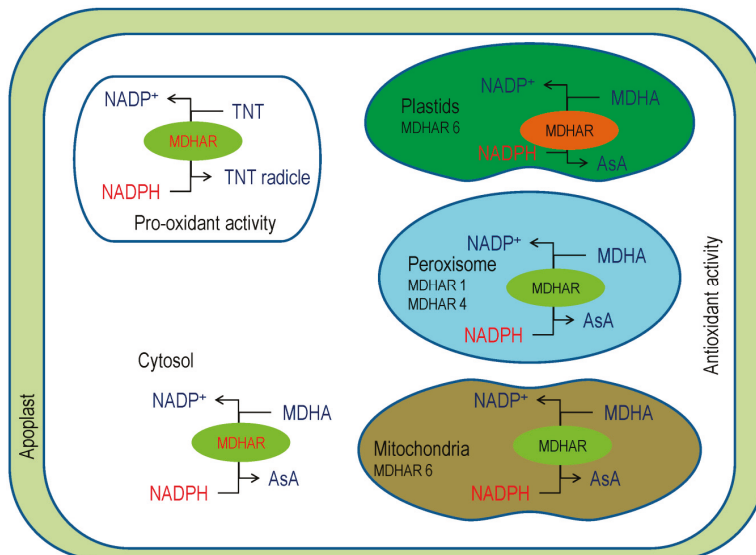 NADP⁺
TNT
MDHAR
NADPH
TNT radicle
Pro-oxidant activity
NADP⁺
Plastids
MDHA
MDHAR 6
MDHAR
NADPH
AsA
NADP⁺
Peroxisome
MDHA
MDHAR 1
MDHAR 4
MDHAR
AsA
NADPH
Cytosol
NADP⁺
MDHA
MDHAR
AsA
NADPH
NADP⁺
MDHA
Mitochondria
MDHAR 6
MDHAR
AsA
NADPH
Apoplast
Antioxidant activity